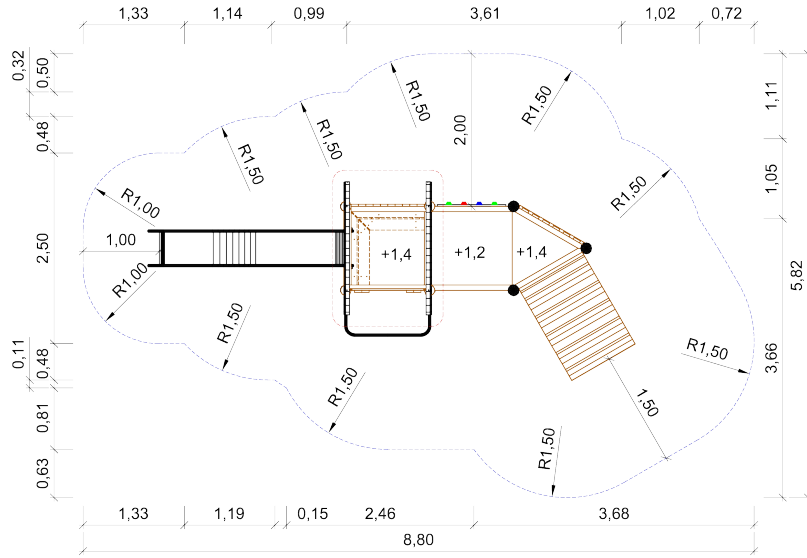 1,33 1,14 0,99 3,61 1,02 0,72
0,32 0,50 0,48 2,50 0,11 0,48 0,81 0,63
R1,50 R1,50 2,00 1,11
R1,50 R1,50 1,05
R1,00 R1,50
1,00 +1,4 +1,2 +1,4
R1,00 5,82
R1,50 R1,50 3,66
R1,50 1,50
R1,50
1,33 1,19 0,15 2,46 3,68
8,80